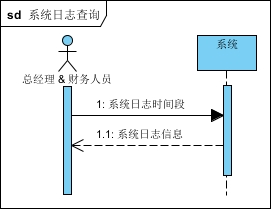 sd 系统日志查询
系统
总经理 & 财务人员
1: 系统日志时间段
1.1: 系统日志信息